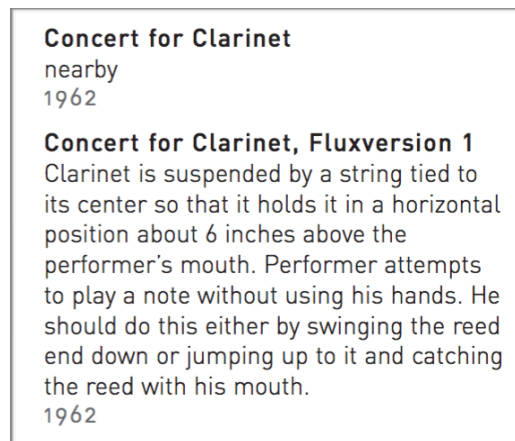 Concert for Clarinet
nearby
1962
Concert for Clarinet, Fluxversion 1
Clarinet is suspended by a string tied to
its center so that it holds it in a horizontal
position about 6 inches above the
performer's mouth. Performer attempts
to play a note without using his hands. He
should do this either by swinging the reed
end down or jumping up to it and catching
the reed with his mouth.
1962